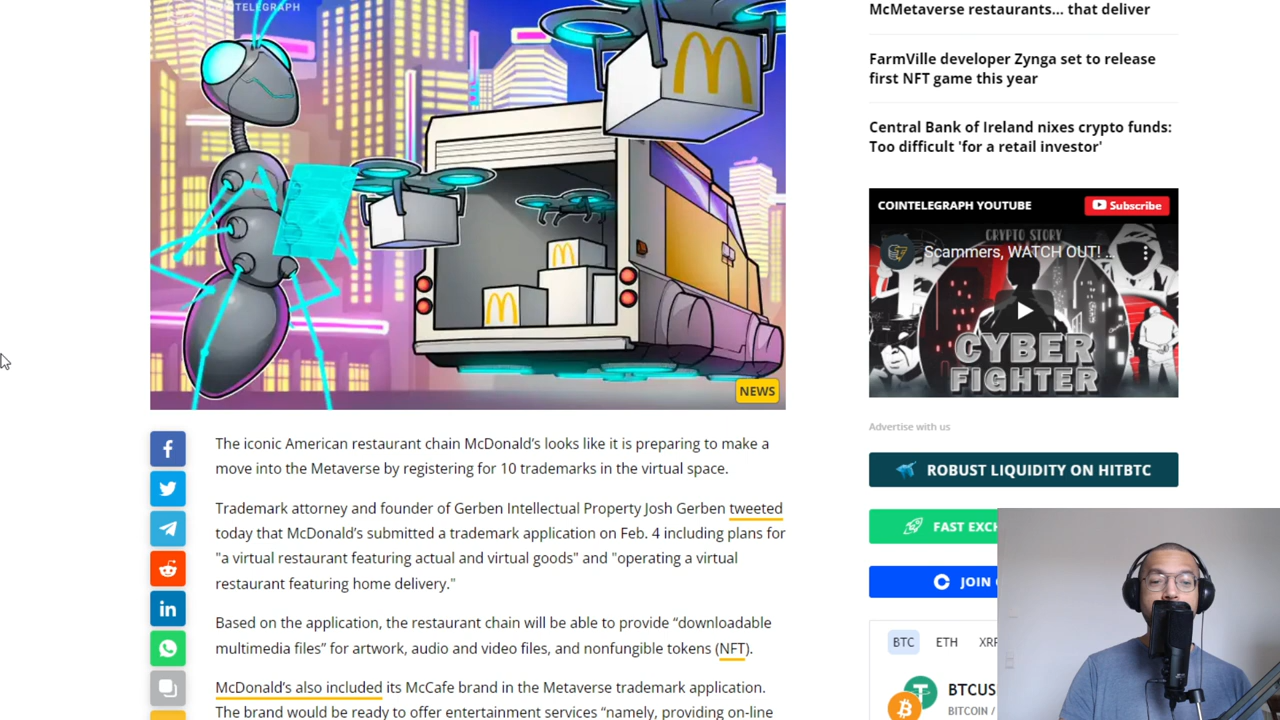 COINTELEGRAPH
NEWS
The iconic American restaurant chain McDonald's looks like it is preparing to make a
move into the Metaverse by registering for 10 trademarks in the virtual space.
Trademark attorney and founder of Gerben Intellectual Property Josh Gerben tweeted
today that McDonald's submitted a trademark application on Feb. 4 including plans for
"a virtual restaurant featuring actual and virtual goods" and "operating a virtual
restaurant featuring home delivery."
Based on the application, the restaurant chain will be able to provide “downloadable
multimedia files” for artwork, audio and video files, and nonfungible tokens (NFT).
McDonald's also included its McCafe brand in the Metaverse trademark application.
The brand would be ready to offer entertainment services “namely, providing on-line
McMetaverse restaurants... that deliver
FarmVille developer Zynga set to release
first NFT game this year
Central Bank of Ireland nixes crypto funds:
Too difficult 'for a retail investor'
COINTELEGRAPH YOUTUBE
Subscribe
CRYPTO STORY
Scammers, WATCH OUT! ...
CYBER
FIGHTER
Advertise with us
ROBUST LIQUIDITY ON HITBTC
FAST EXC
JOIN
BTC ETH XR
BTCUS
BITCOIN /